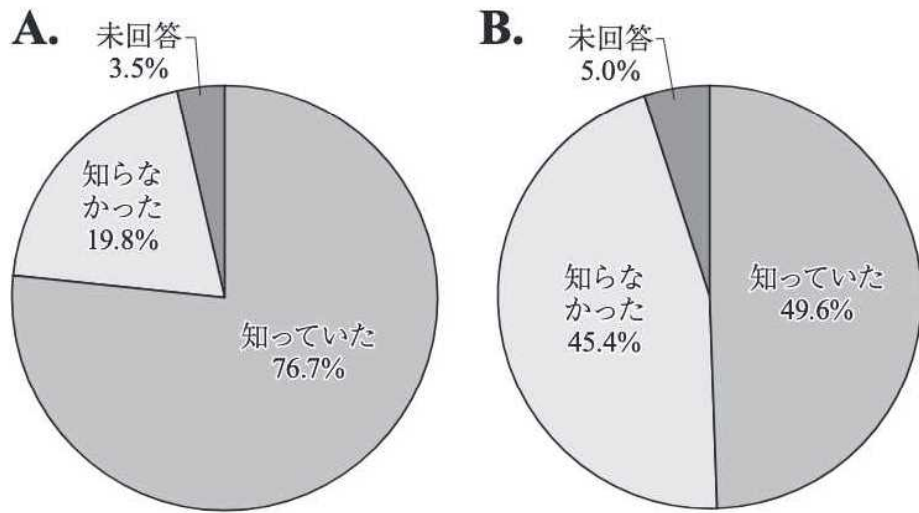 A.
未回答
3.5%
知らな
かった
19.8%
知っていた
76.7%
B.
未回答
5.0%
知らな
かった
45.4%
知っていた
49.6%